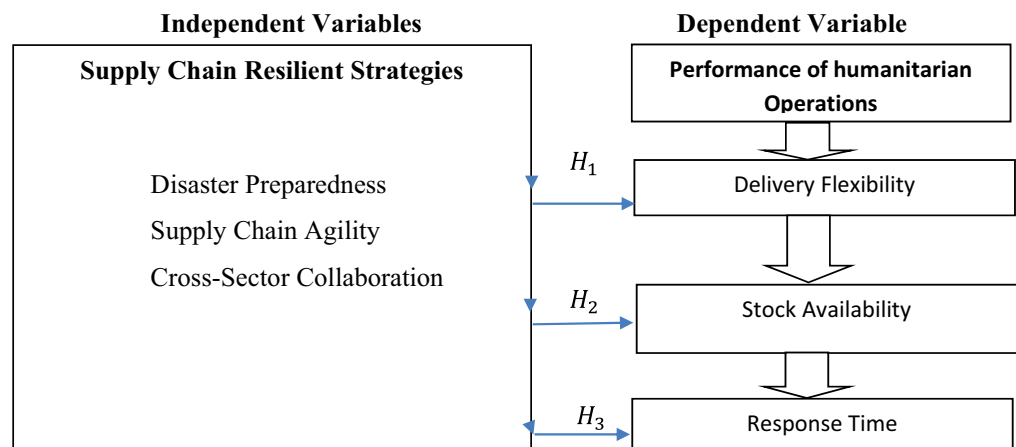 Independent Variables
Dependent Variable
Supply Chain Resilient Strategies
Performance of humanitarian
Operations
Disaster Preparedness
Supply Chain Agility
Cross-Sector Collaboration
H₁
Delivery Flexibility
H₂
Stock Availability
H₃
Response Time